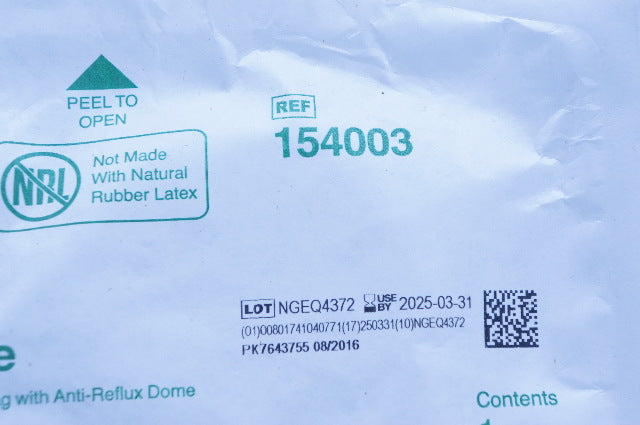 PEEL TO
OPEN
REF
154003
NRL
Not Made
With Natural
Rubber Latex
LOT NGEQ4372 USE BY 2025-03-31
(01)00801741040771(17)250331(10)NGEQ4372
PK7643755 08/2016
e
g with Anti-Reflux Dome
Contents